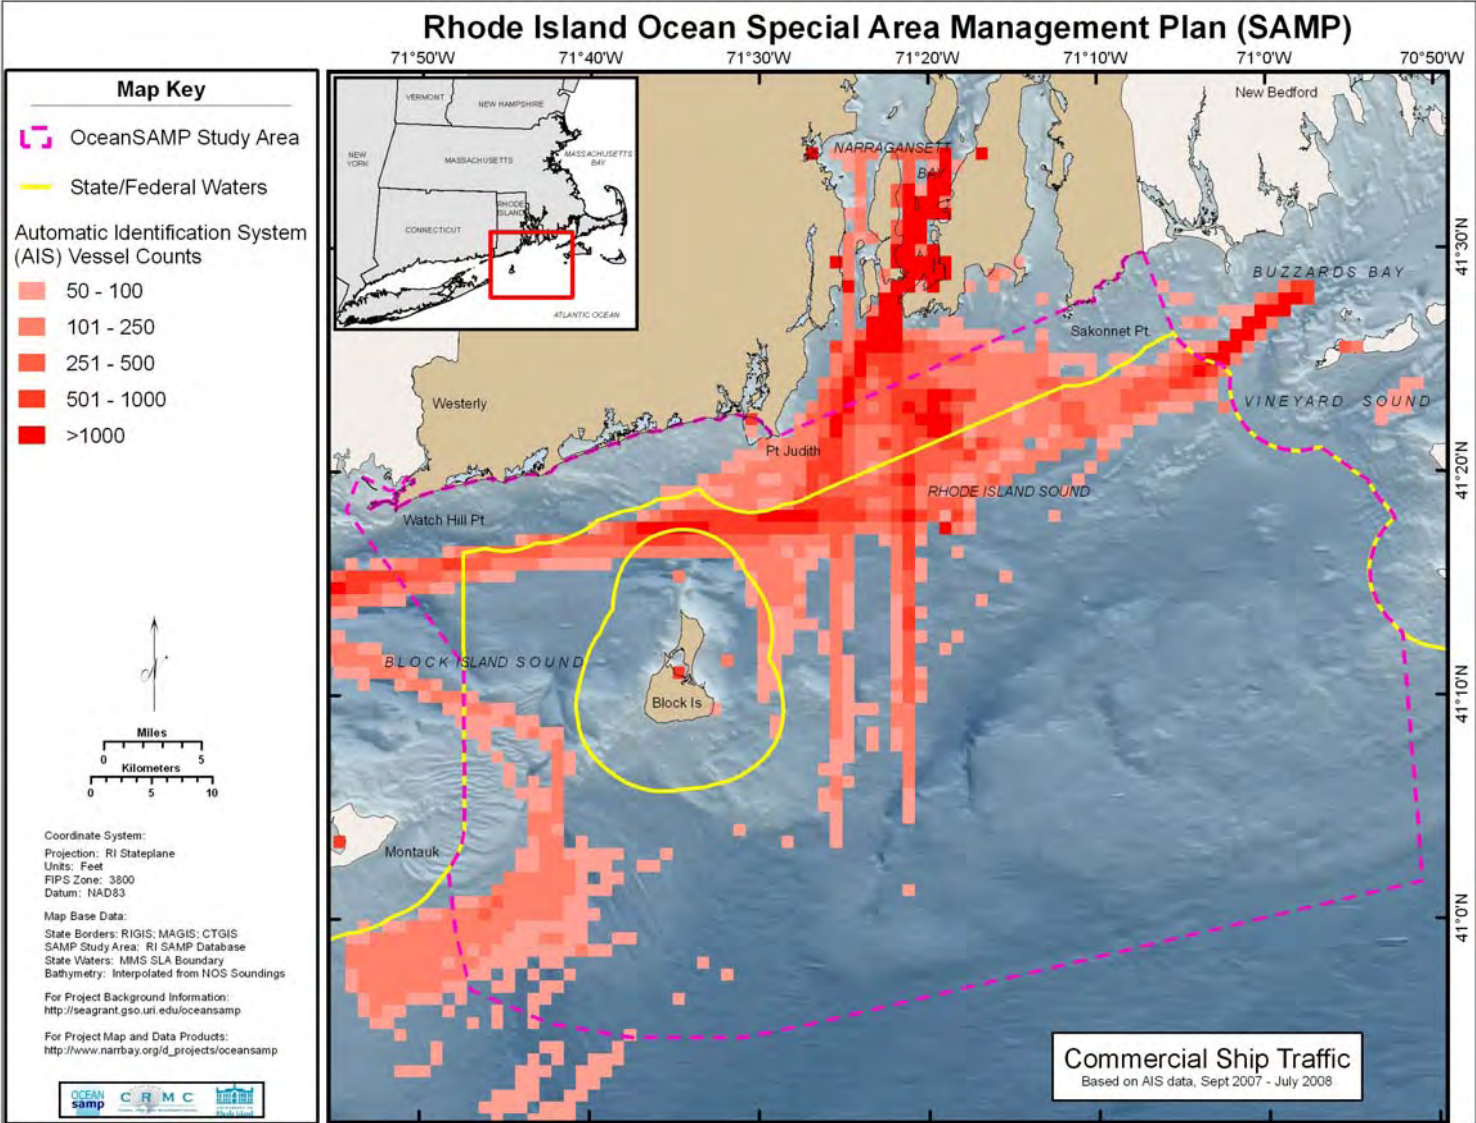 Rhode Island Ocean Special Area Management Plan (SAMP)
71°50'W 71°40'W 71°30'W 71°20'W 71°10'W 71°0'W 70°50'W
Map Key
OceanSAMP Study Area
State/Federal Waters
Automatic Identification System
(AIS) Vessel Counts
50 - 100
101 - 250
251 - 500
501 - 1000
>1000
Miles
0 5
Kilometers
0 5 10
Coordinate System:
Projection: RI Stateplane
Units: Feet
FIPS Zone: 3800
Datum: NAD83
Map Base Data:
State Borders: RIGIS; MAGIS; CTGIS
SAMP Study Area: RI SAMP Database
State Waters: MMS SLA Boundary
Bathymetry: Interpolated from NOS Soundings
For Project Background Information:
http://seagrant.gso.uri.edu/oceansamp
For Project Map and Data Products:
http://www.narrbay.org/d_projects/oceansamp
OCEAN
samp
C R M C
VERMONT
NEW HAMPSHIRE
NEW
YORK
MASSACHUSETTS
MASSACHUSETTS
BAY
RHODE
ISLAND
CONNECTICUT
ATLANTIC OCEAN
New Bedford
NARRAGANSETT
BAY
BUZZARDS BAY
Sakonnet Pt.
VINEYARD SOUND
Westerly
Pt Judith
RHODE ISLAND SOUND
Watch Hill Pt
BLOCK ISLAND SOUND
Block Is
Montauk
41°30'N
41°20'N
41°10'N
41°0'N
Commercial Ship Traffic
Based on AIS data, Sept 2007 - July 2008